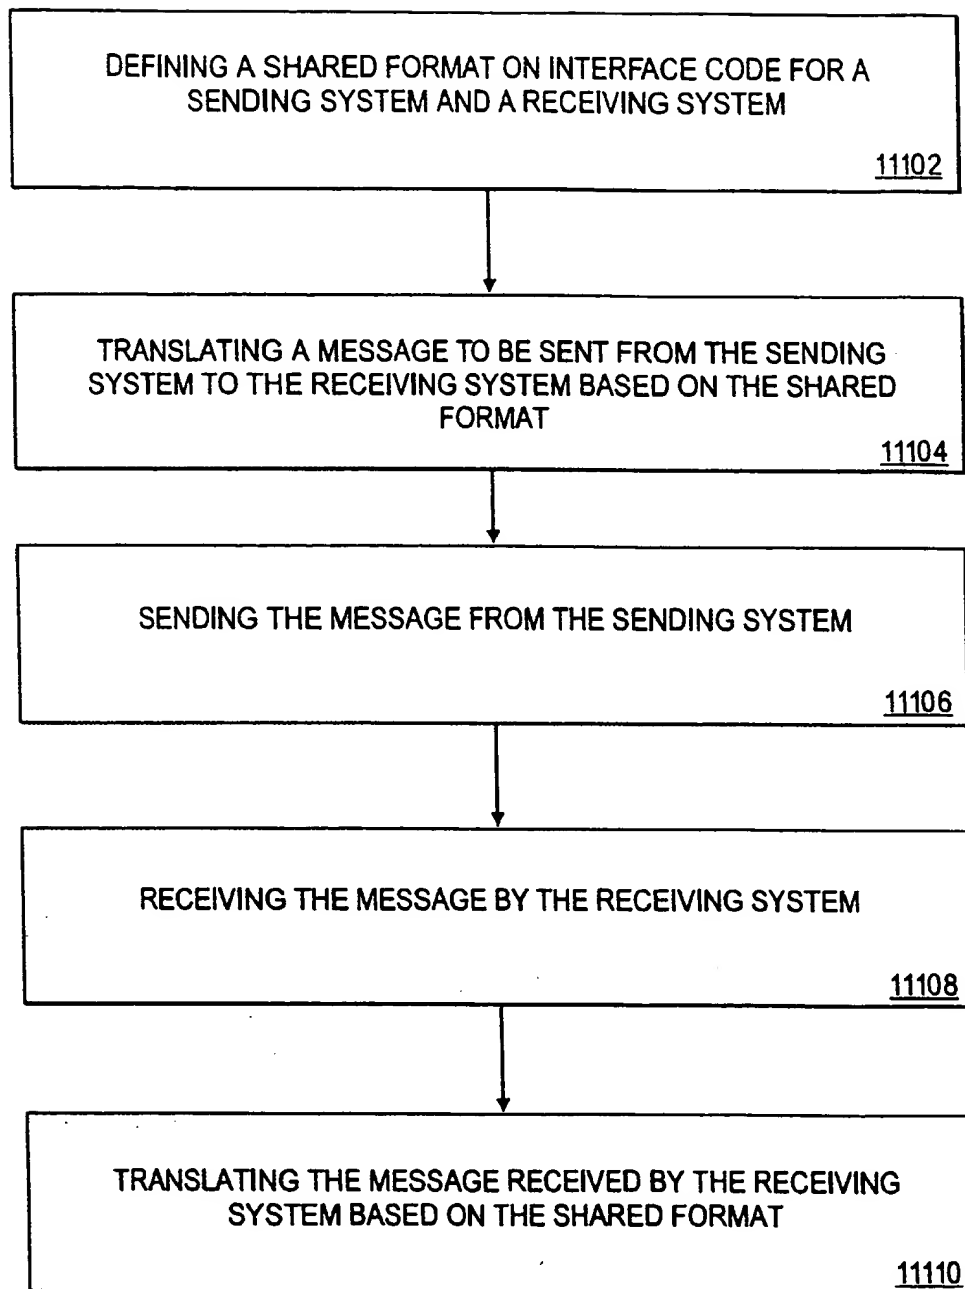 DEFINING A SHARED FORMAT ON INTERFACE CODE FOR A
SENDING SYSTEM AND A RECEIVING SYSTEM
11102
TRANSLATING A MESSAGE TO BE SENT FROM THE SENDING
SYSTEM TO THE RECEIVING SYSTEM BASED ON THE SHARED
FORMAT
11104
SENDING THE MESSAGE FROM THE SENDING SYSTEM
11106
RECEIVING THE MESSAGE BY THE RECEIVING SYSTEM
11108
TRANSLATING THE MESSAGE RECEIVED BY THE RECEIVING
SYSTEM BASED ON THE SHARED FORMAT
11110